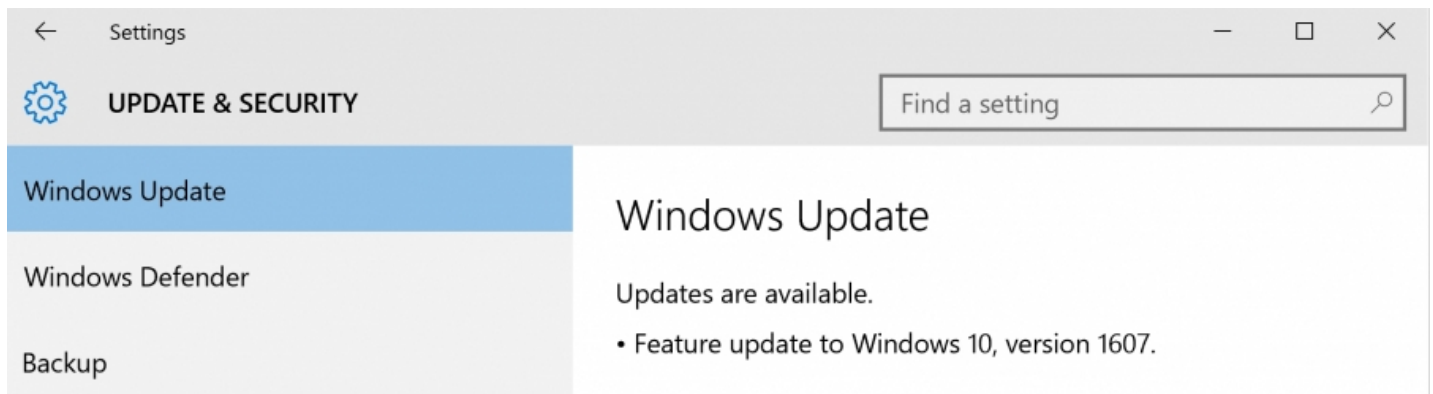 Settings
UPDATE & SECURITY
Find a setting
Windows Update
Windows Defender
Backup
Windows Update
Updates are available.
• Feature update to Windows 10, version 1607.